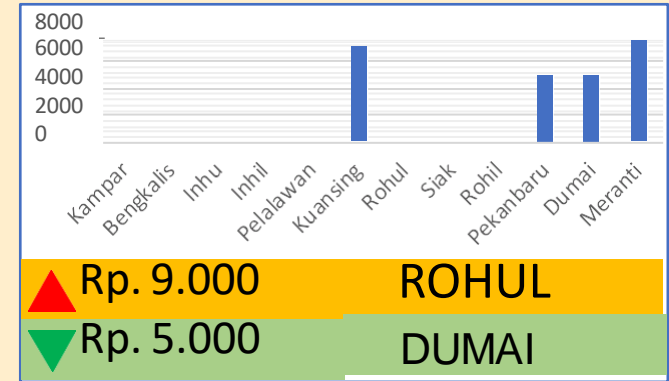 8000
6000
4000
2000
0
Kampar
Bengkalis
Inhu
Inhil
Pelalawan
Kuansing
Rohul
Siak
Rohil
Pekanbaru
Dumai
Meranti
Rp. 9.000 ROHUL
Rp. 5.000 DUMAI